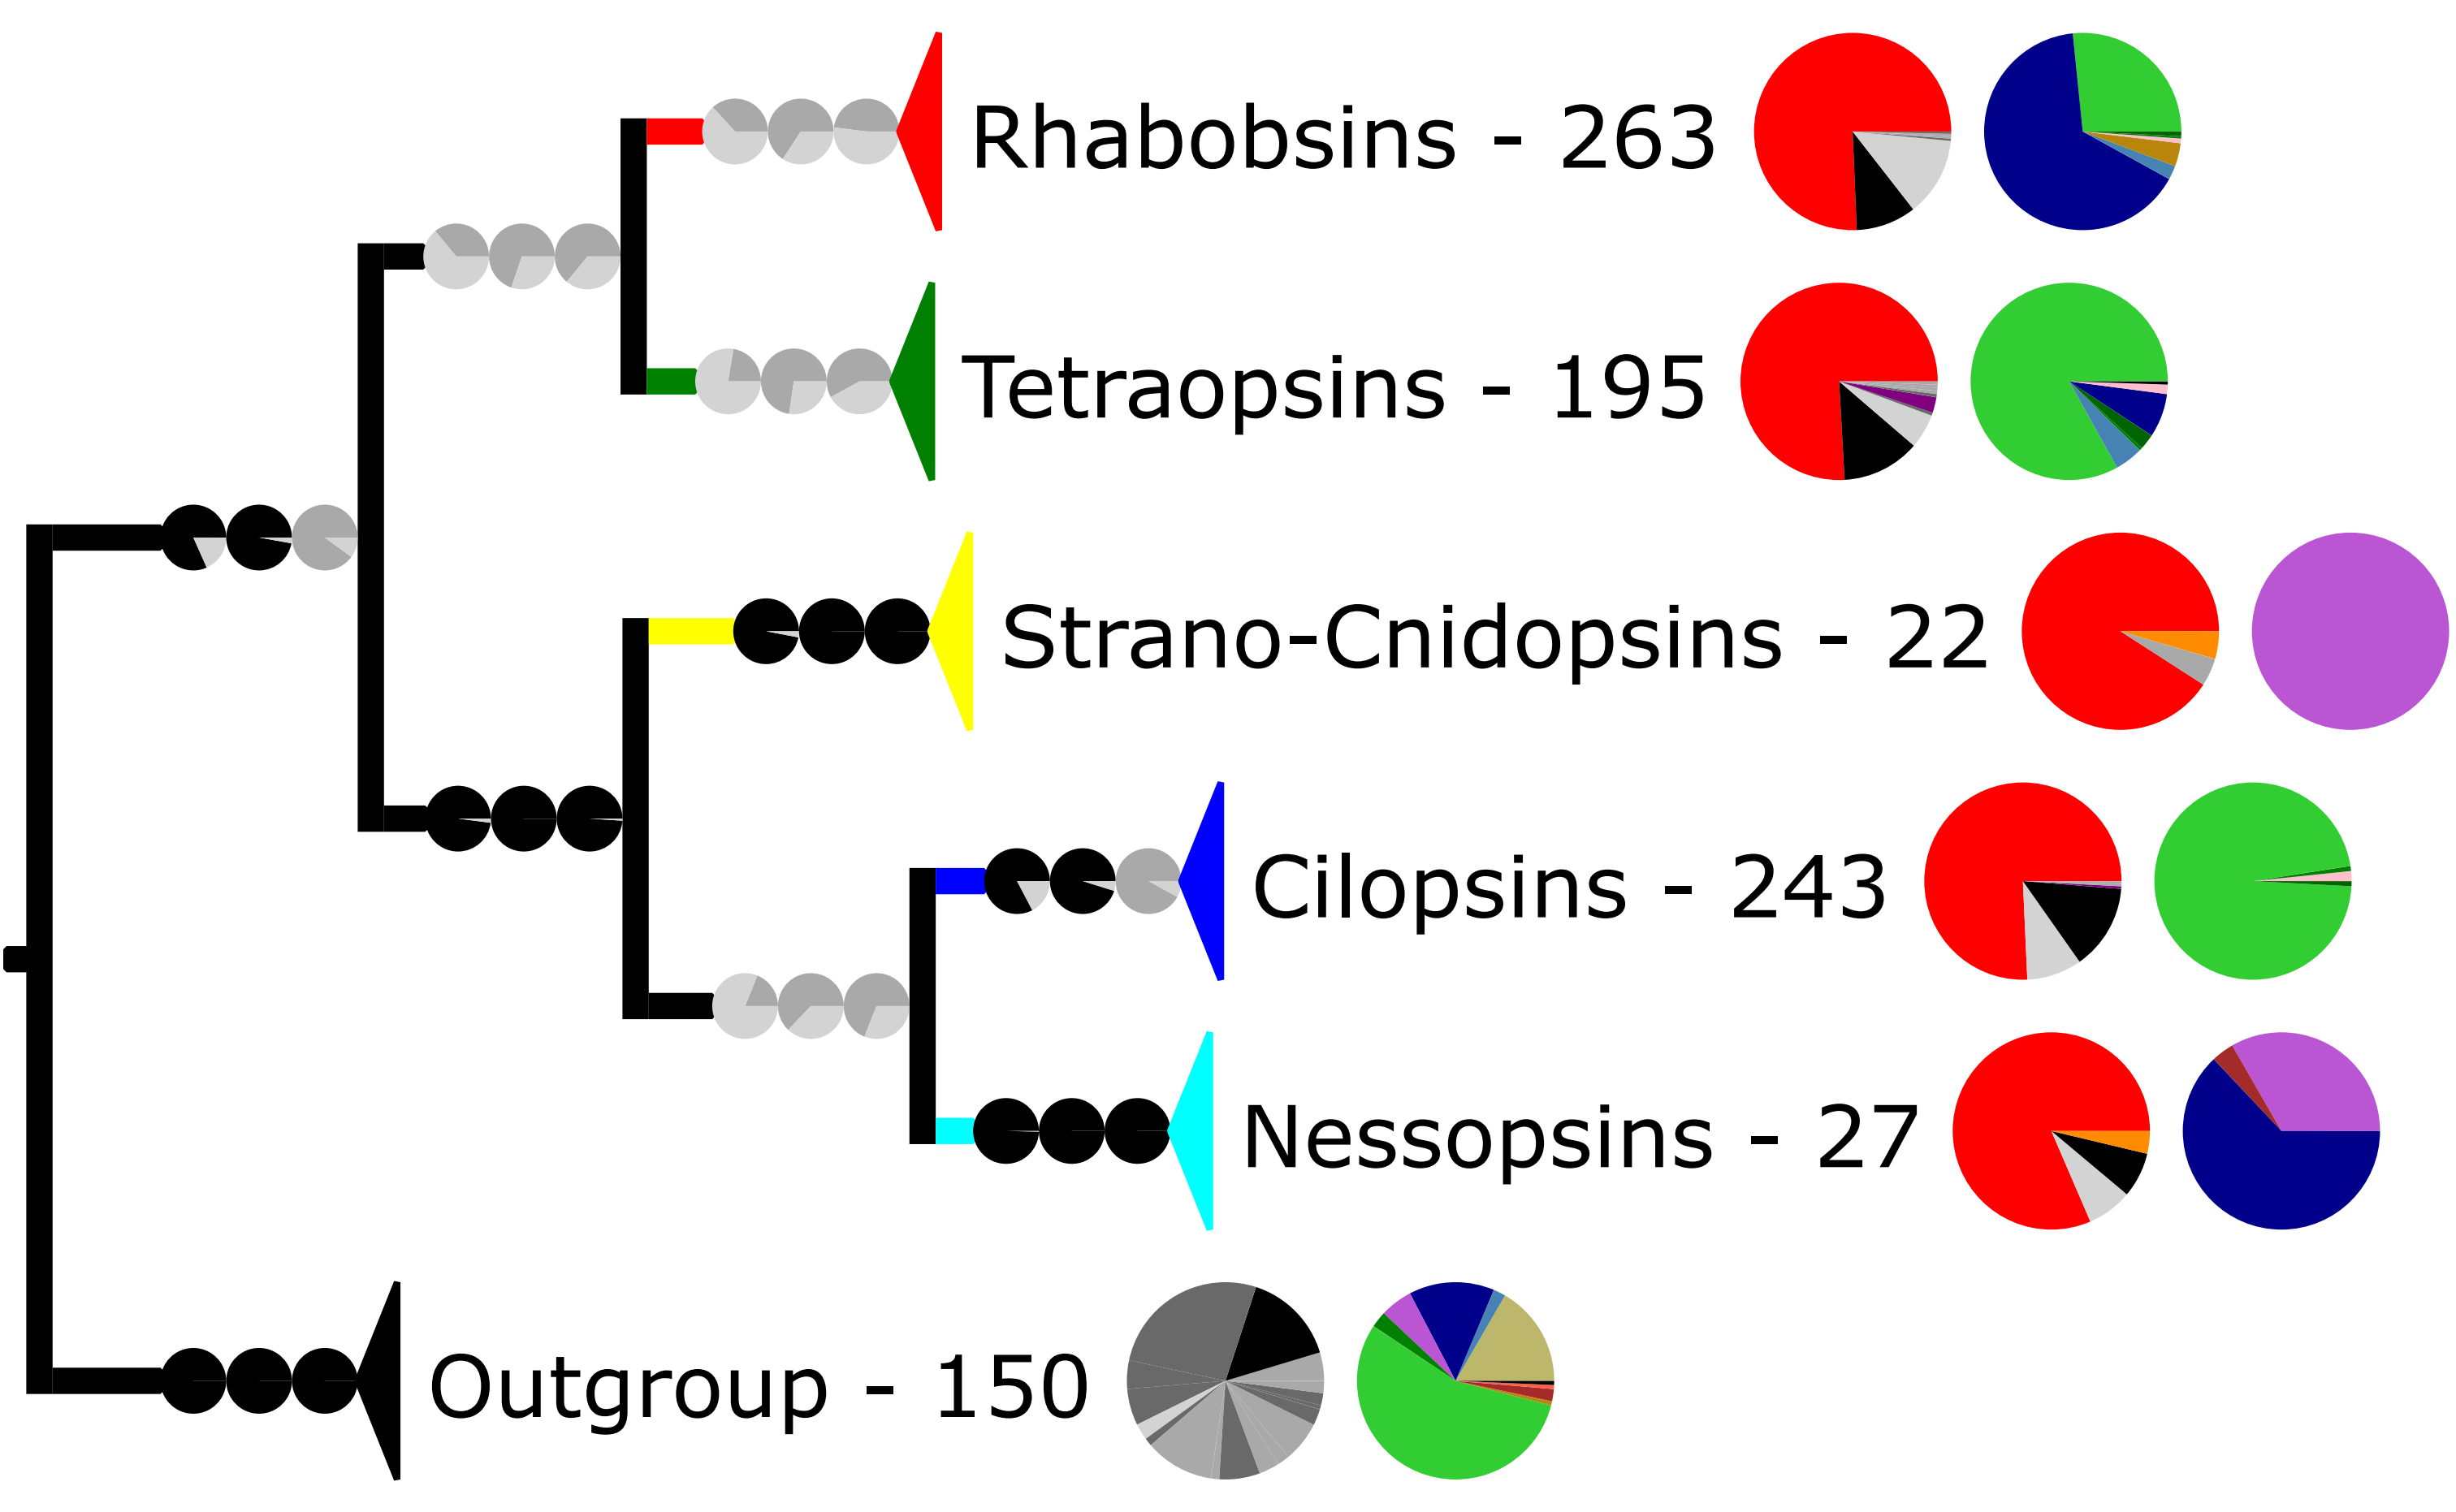 Rhabobsins - 263
Tetraopsins - 195
Strano-Cnidopsins - 22
Cilopsins - 243
Nessopsins - 27
Outgroup - 150